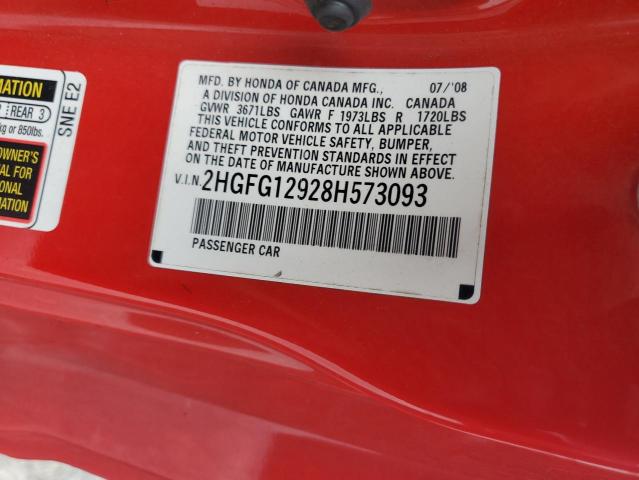 MATION
REAR 3
kg or 850lbs.
OWNER'S
AL FOR
ONAL
MATION
SNE E2
MFD. BY HONDA OF CANADA MFG., 07/'08
A DIVISION OF HONDA CANADA INC. CANADA
GVWR 3671LBS GAWR F 1973LBS R 1720LBS
THIS VEHICLE CONFORMS TO ALL APPLICABLE
FEDERAL MOTOR VEHICLE SAFETY, BUMPER,
AND THEFT PREVENTION STANDARDS IN EFFECT
ON THE DATE OF MANUFACTURE SHOWN ABOVE.
V.I.N. 2HGFG12928H573093
PASSENGER CAR